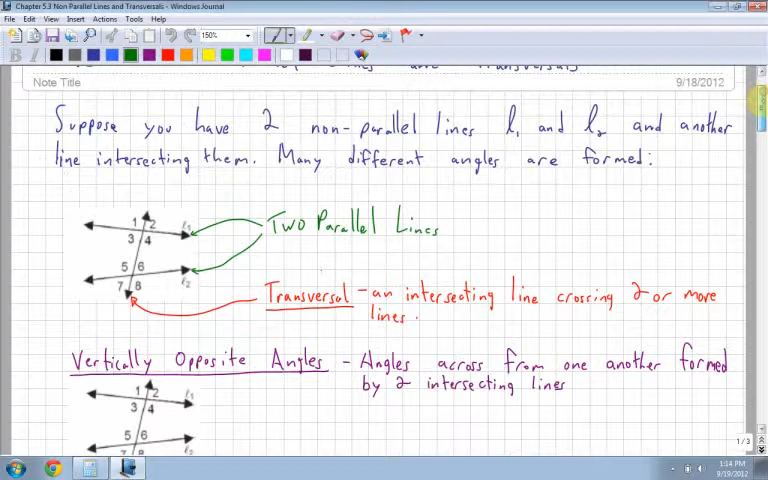 Chapter 5.3 Non Parallel Lines and Transversals - Windows Journal
File Edit View Insert Actions Tools Help
150%
B I
Note Title 9/18/2012
Suppose you have 2 non-parallel lines l₁ and l₂ and another
line intersecting them. Many different angles are formed:
1 2 ℓ₁
3 4
5 6
7 8 ℓ₂
Two Parallel Lines
Transversal - an intersecting line crossing 2 or more
lines.
Vertically Opposite Angles - Angles across from one another formed
by 2 intersecting lines
1 2 ℓ₁
3 4
5 6
7 8 ℓ₂
1 / 3
1:14 PM
9/19/2012